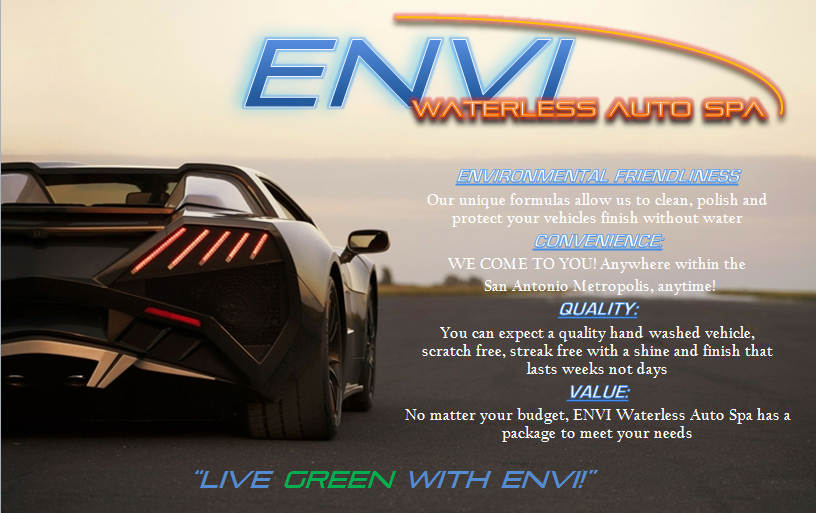 ENVI
WATERLESS AUTO SPA
ENVIRONMENTAL FRIENDLINESS
Our unique formulas allow us to clean, polish and
protect your vehicles finish without water
CONVENIENCE:
WE COME TO YOU! Anywhere within the
San Antonio Metropolis, anytime!
QUALITY:
You can expect a quality hand washed vehicle,
scratch free, streak free with a shine and finish that
lasts weeks not days
VALUE:
No matter your budget, ENVI Waterless Auto Spa has a
package to meet your needs
“LIVE GREEN WITH ENVI!”